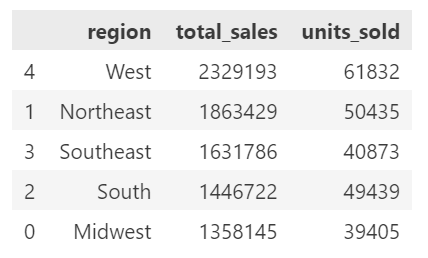 region total_sales units_sold
4 West 2329193 61832
1 Northeast 1863429 50435
3 Southeast 1631786 40873
2 South 1446722 49439
0 Midwest 1358145 39405